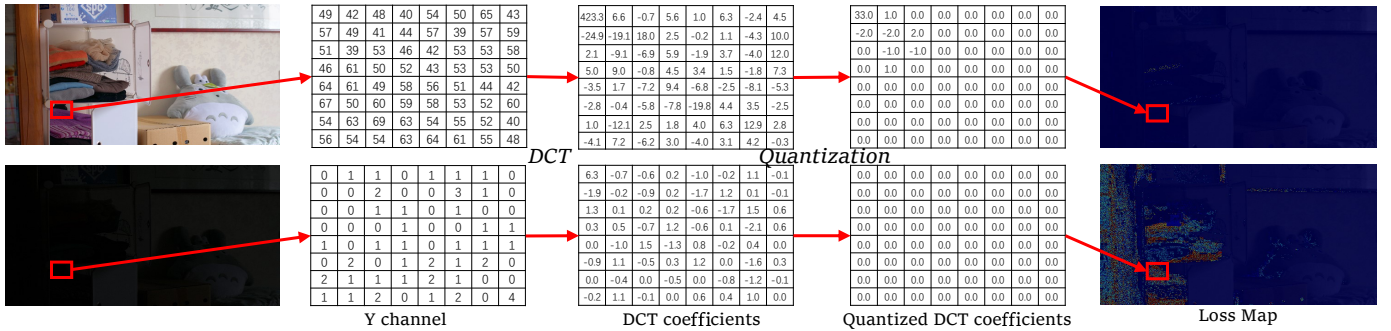 49 42 48 40 54 50 65 43
57 49 41 44 57 39 57 59
51 39 53 46 42 53 53 58
46 61 50 52 43 53 53 50
64 61 49 58 56 51 44 42
67 50 60 59 58 53 52 60
54 63 69 63 54 55 52 40
56 54 54 63 64 61 55 48
DCT
423.3 6.6 -0.7 5.6 1.0 6.3 -2.4 4.5
-24.9 -19.1 18.0 2.5 -0.2 1.1 -4.3 10.0
2.1 -9.1 -6.9 5.9 -1.9 3.7 -4.0 12.0
5.0 9.0 -0.8 4.5 3.4 1.5 -1.8 7.3
-3.5 1.7 -7.2 9.4 -6.8 -2.5 -8.1 -5.3
-2.8 -0.4 -5.8 -7.8 -19.8 4.4 3.5 -2.5
1.0 -12.1 2.5 1.8 4.0 6.3 12.9 2.8
-4.1 7.2 -6.2 3.0 -4.0 3.1 4.2 -0.3
Quantization
33.0 1.0 0.0 0.0 0.0 0.0 0.0 0.0
-2.0 -2.0 2.0 0.0 0.0 0.0 0.0 0.0
0.0 -1.0 -1.0 0.0 0.0 0.0 0.0 0.0
0.0 1.0 0.0 0.0 0.0 0.0 0.0 0.0
0.0 0.0 0.0 0.0 0.0 0.0 0.0 0.0
0.0 0.0 0.0 0.0 0.0 0.0 0.0 0.0
0.0 0.0 0.0 0.0 0.0 0.0 0.0 0.0
0.0 0.0 0.0 0.0 0.0 0.0 0.0 0.0
0 1 1 0 1 1 1 0
0 0 2 0 0 3 1 0
0 0 1 1 0 1 0 0
0 0 0 1 0 0 1 1
1 0 1 1 0 1 1 1
0 2 0 1 2 1 2 0
2 1 1 1 2 1 0 0
1 1 2 0 1 2 0 4
Y channel
6.3 -0.7 -0.6 0.2 -1.0 -0.2 1.1 -0.1
-1.9 -0.2 -0.9 0.2 -1.7 1.2 0.1 -0.1
1.3 0.1 0.2 0.2 -0.6 -1.7 1.5 0.6
0.3 0.5 -0.7 1.2 -0.6 0.1 -2.1 0.6
0.0 -1.0 1.5 -1.3 0.8 -0.2 0.4 0.0
-0.9 1.1 -0.5 0.3 1.2 0.0 -1.6 0.3
0.0 -0.4 0.0 -0.5 0.0 -0.8 -1.2 -0.1
-0.2 1.1 -0.1 0.0 0.6 0.4 1.0 0.0
DCT coefficients
0.0 0.0 0.0 0.0 0.0 0.0 0.0 0.0
0.0 0.0 0.0 0.0 0.0 0.0 0.0 0.0
0.0 0.0 0.0 0.0 0.0 0.0 0.0 0.0
0.0 0.0 0.0 0.0 0.0 0.0 0.0 0.0
0.0 0.0 0.0 0.0 0.0 0.0 0.0 0.0
0.0 0.0 0.0 0.0 0.0 0.0 0.0 0.0
0.0 0.0 0.0 0.0 0.0 0.0 0.0 0.0
0.0 0.0 0.0 0.0 0.0 0.0 0.0 0.0
Quantized DCT coefficients
Loss Map